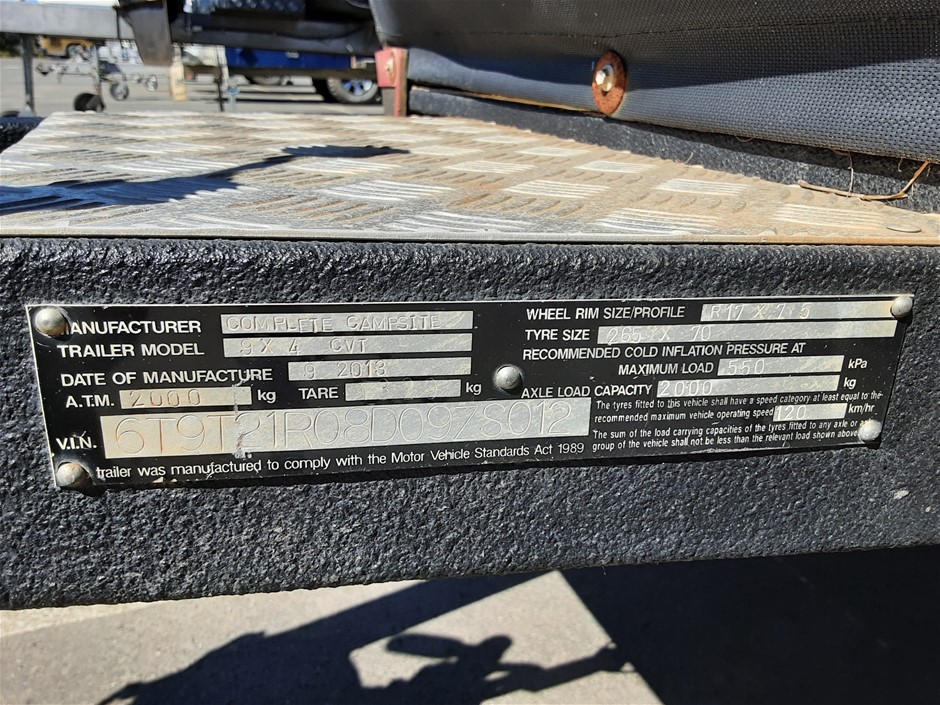 MANUFACTURER COMPLETE CAMPSITE
TRAILER MODEL 9 X 4 CVT
DATE OF MANUFACTURE 9 2013
A.T.M. 2000 kg TARE kg
V.I.N. 6T9T21R08D097S012
trailer was manufactured to comply with the Motor Vehicle Standards Act 1989
WHEEL RIM SIZE/PROFILE R17 X 7.5
TYRE SIZE 265 X 70
RECOMMENDED COLD INFLATION PRESSURE AT
MAXIMUM LOAD 550 kPa
AXLE LOAD CAPACITY 2000 kg
The tyres fitted to this vehicle shall have a speed category at least equal to the
recommended maximum vehicle operating speed 120 km/hr
The sum of the load carrying capacities of the tyres fitted to any axle or axle
group of the vehicle shall not be less than the relevant load shown above